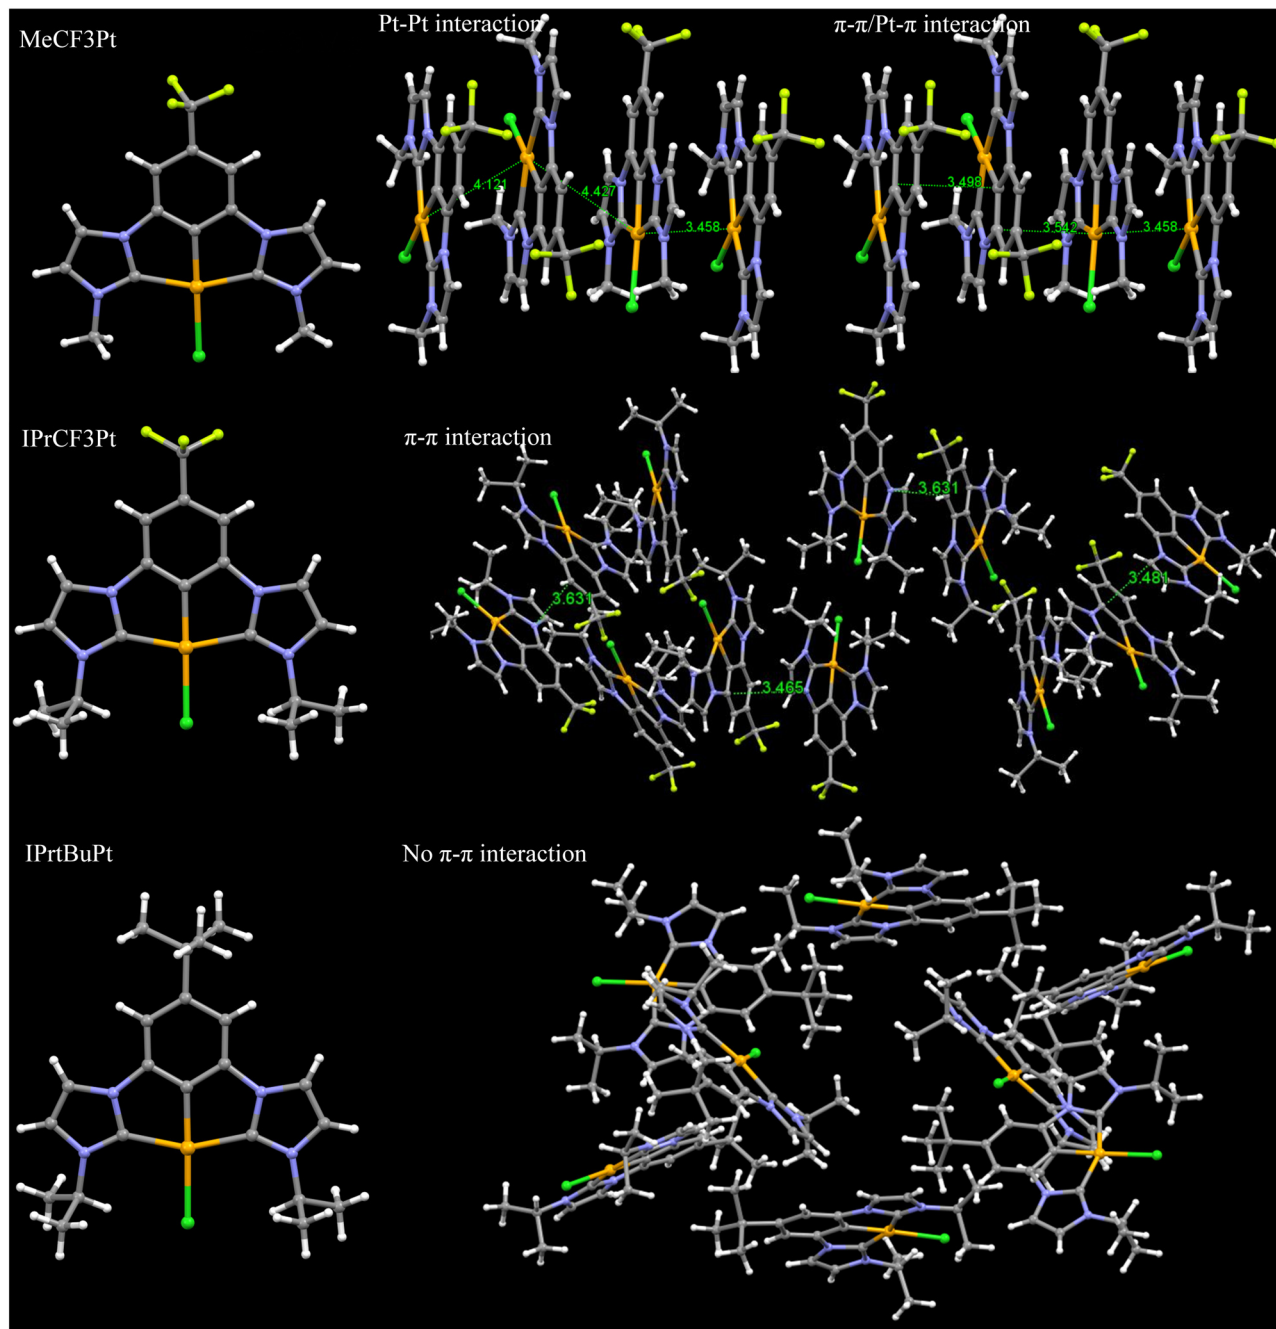 MeCF3Pt
Pt-Pt interaction
π-π/Pt-π interaction
4.121
4.427
3.458
3.498
3.542
3.458
IPrCF3Pt
π-π interaction
3.631
3.631
3.481
3.465
IPrtBuPt
No π-π interaction